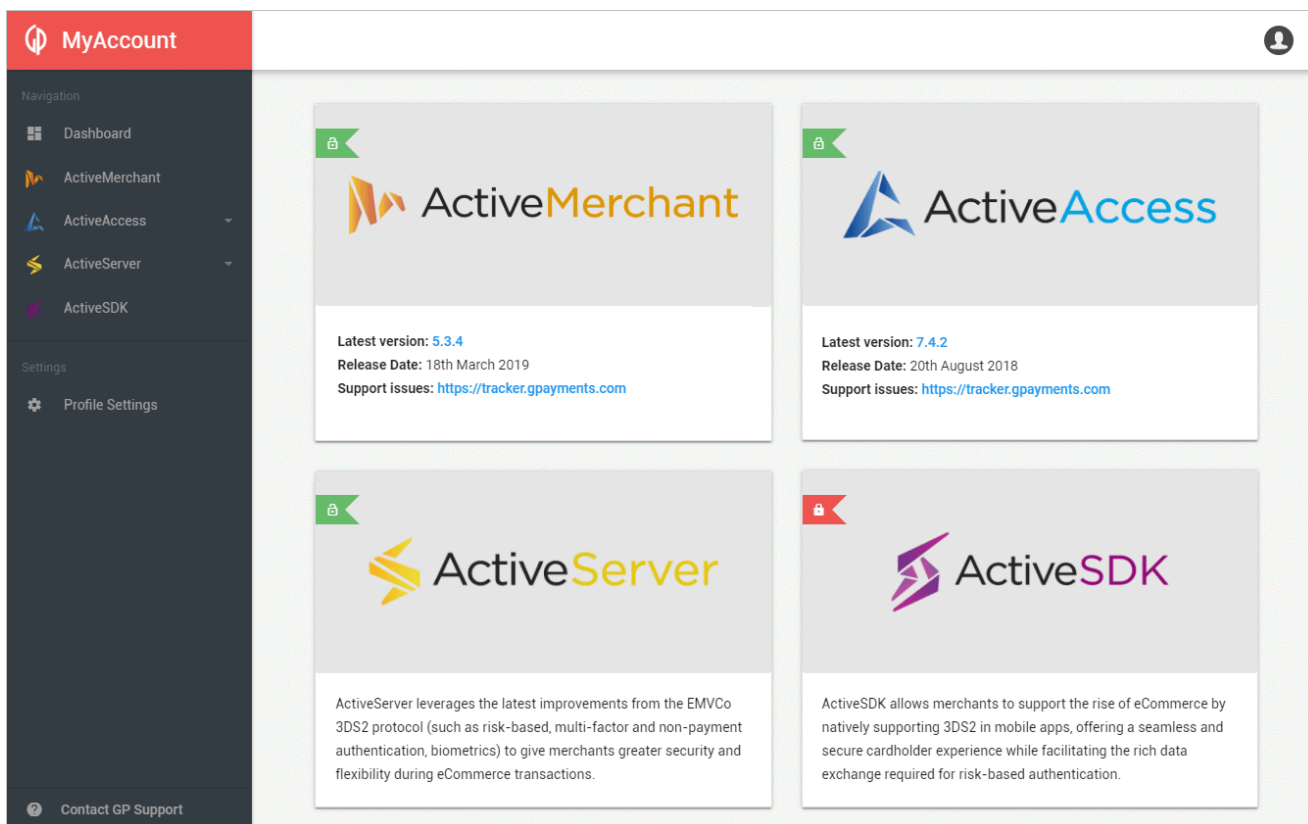 MyAccount
Navigation
Dashboard
ActiveMerchant
ActiveAccess
ActiveServer
ActiveSDK
Settings
Profile Settings
Contact GP Support
ActiveMerchant
Latest version: 5.3.4
Release Date: 18th March 2019
Support issues: https://tracker.gpayments.com
ActiveAccess
Latest version: 7.4.2
Release Date: 20th August 2018
Support issues: https://tracker.gpayments.com
ActiveServer
ActiveServer leverages the latest improvements from the EMVCo
3DS2 protocol (such as risk-based, multi-factor and non-payment
authentication, biometrics) to give merchants greater security and
flexibility during eCommerce transactions.
ActiveSDK
ActiveSDK allows merchants to support the rise of eCommerce by
natively supporting 3DS2 in mobile apps, offering a seamless and
secure cardholder experience while facilitating the rich data
exchange required for risk-based authentication.